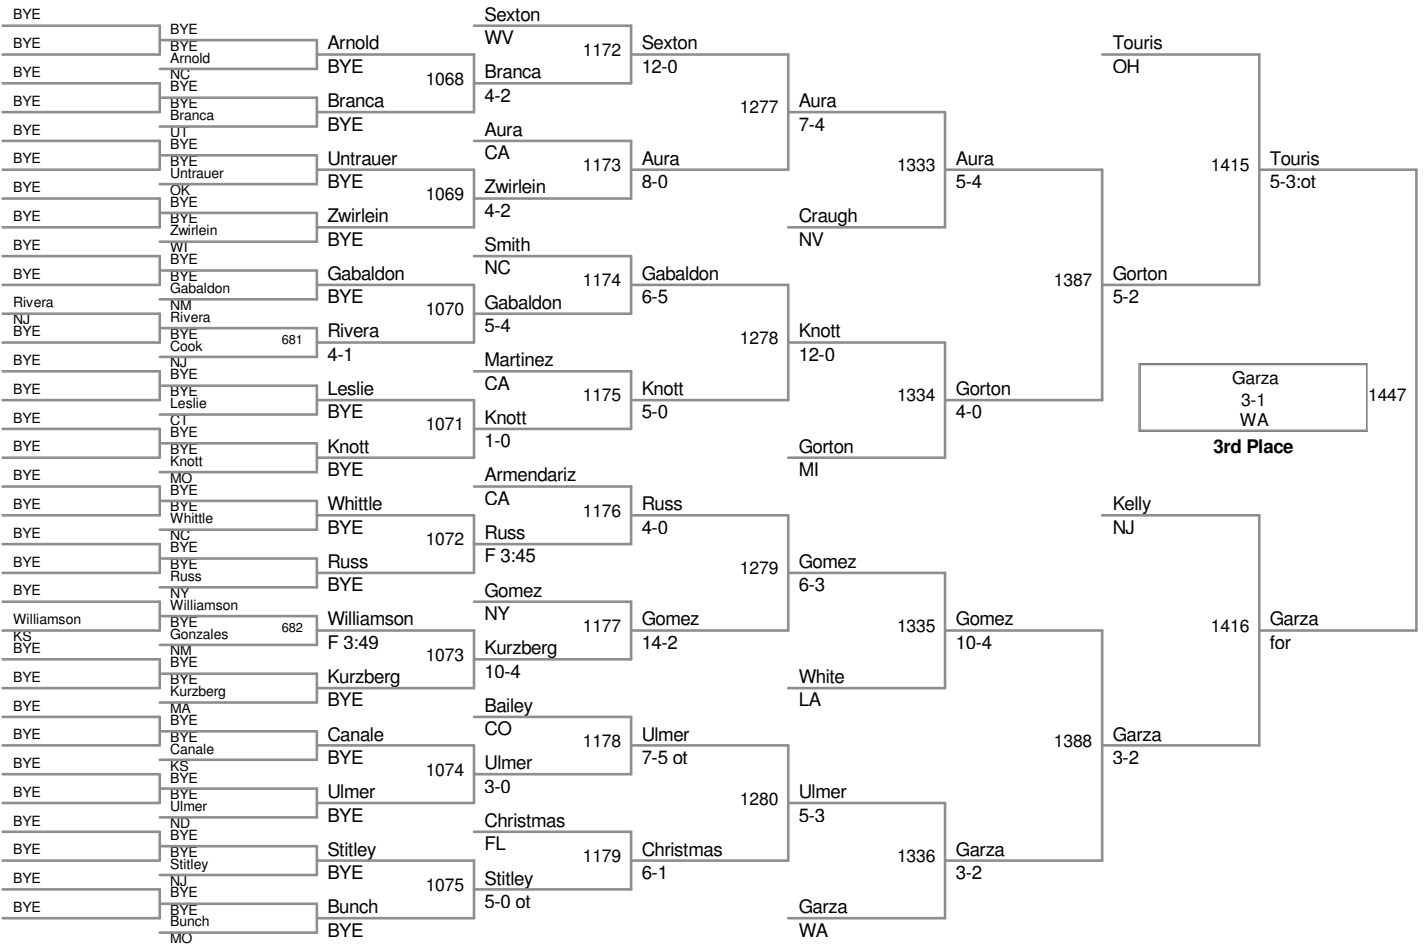 BYE
BYE
BYE
BYE
BYE
BYE
BYE
BYE
BYE
BYE
Rivera
NJ
BYE
BYE
BYE
BYE
BYE
BYE
BYE
BYE
BYE
BYE
Williamson
KS
BYE
BYE
BYE
BYE
BYE
BYE
BYE
BYE
BYE
BYE
BYE
BYE
Arnold
NC
BYE
BYE
Branca
UT
BYE
BYE
Untrauer
OK
BYE
BYE
Zwirlein
WI
BYE
BYE
Gabaldon
NM
Rivera
BYE
Cook
NJ
681
BYE
BYE
Leslie
CT
BYE
BYE
Knott
MO
BYE
BYE
Whittle
NC
BYE
BYE
Russ
NY
Williamson
BYE
Gonzales
NM
682
BYE
BYE
Kurzberg
MA
BYE
BYE
Canale
KS
BYE
BYE
Ulmer
ND
BYE
BYE
Stitley
NJ
BYE
BYE
Bunch
MO
Arnold
BYE
1068
Branca
BYE
Untrauer
BYE
1069
Zwirlein
BYE
Gabaldon
BYE
1070
Rivera
4-1
Leslie
BYE
1071
Knott
BYE
Whittle
BYE
1072
Russ
BYE
Williamson
F 3:49
1073
Kurzberg
BYE
Canale
BYE
1074
Ulmer
BYE
Stitley
BYE
1075
Bunch
BYE
Sexton
WV
1172
Branca
4-2
Aura
CA
1173
Zwirlein
4-2
Smith
NC
1174
Gabaldon
5-4
Martinez
CA
1175
Knott
1-0
Armendariz
CA
1176
Russ
F 3:45
Gomez
NY
1177
Kurzberg
10-4
Bailey
CO
1178
Ulmer
3-0
Christmas
FL
1179
Stitley
5-0 ot
Sexton
12-0
1277
Aura
8-0
Gabaldon
6-5
1278
Knott
5-0
Russ
4-0
1279
Gomez
14-2
Ulmer
7-5 ot
1280
Christmas
6-1
Aura
7-4
1333
Craugh
NV
Knott
12-0
1334
Gorton
MI
Gomez
6-3
1335
White
LA
Ulmer
5-3
1336
Garza
WA
Aura
5-4
1387
Gorton
4-0
Gomez
10-4
1388
Garza
3-2
Touris
OH
1415
Gorton
5-2
Kelly
NJ
1416
Garza
3-2
Touris
5-3:ot
Garza
3-1
WA
1447
3rd Place
Garza
for